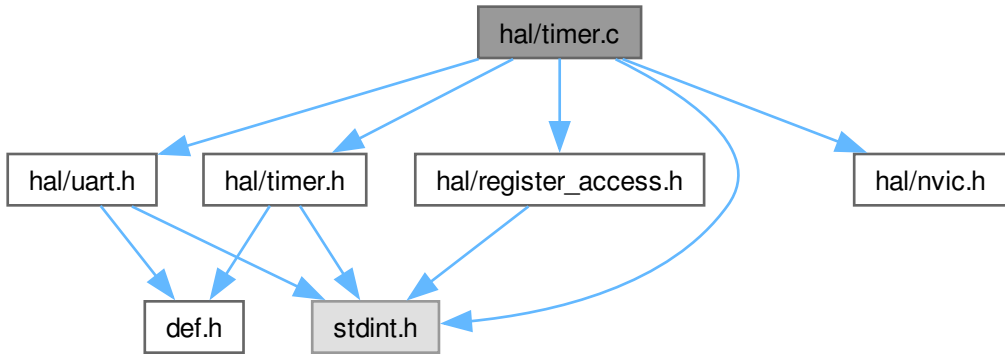 hal/timer.c
hal/uart.h
hal/timer.h
hal/register_access.h
hal/nvic.h
def.h
stdint.h